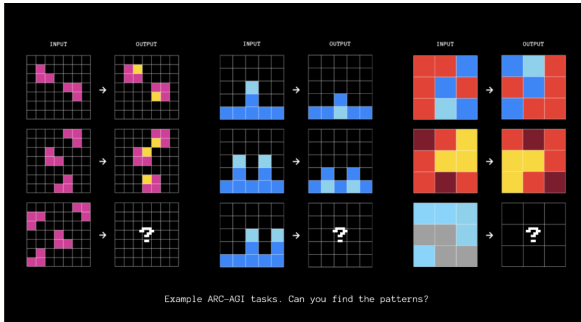 INPUT OUTPUT INPUT OUTPUT INPUT OUTPUT
? ? ?
Example ARC-AGI tasks. Can you find the patterns?